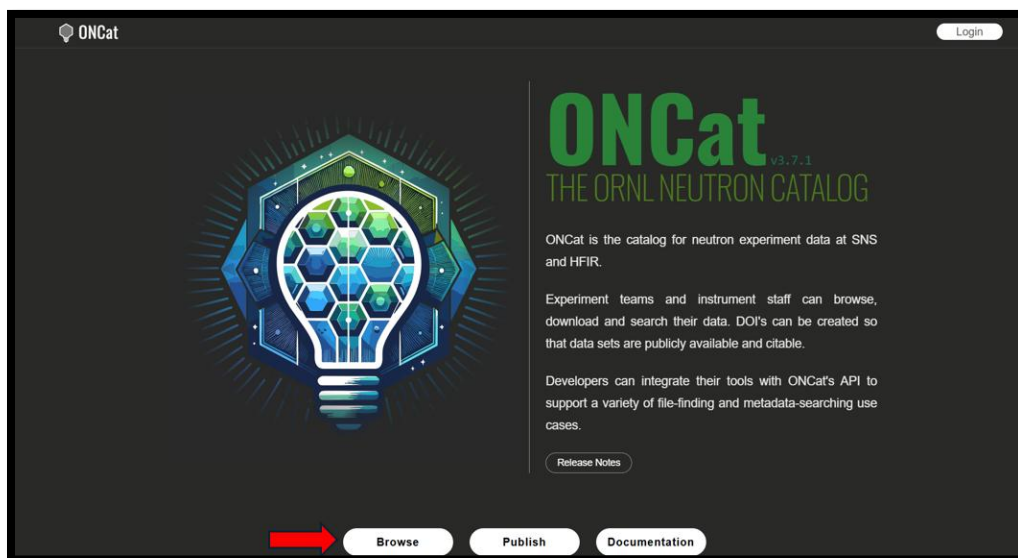 ONCat
Login
ONCat v3.7.1
THE ORNL NEUTRON CATALOG
ONCat is the catalog for neutron experiment data at SNS
and HFIR.
Experiment teams and instrument staff can browse,
download and search their data. DOI's can be created so
that data sets are publicly available and citable.
Developers can integrate their tools with ONCat's API to
support a variety of file-finding and metadata-searching use
cases.
Release Notes
Browse
Publish
Documentation